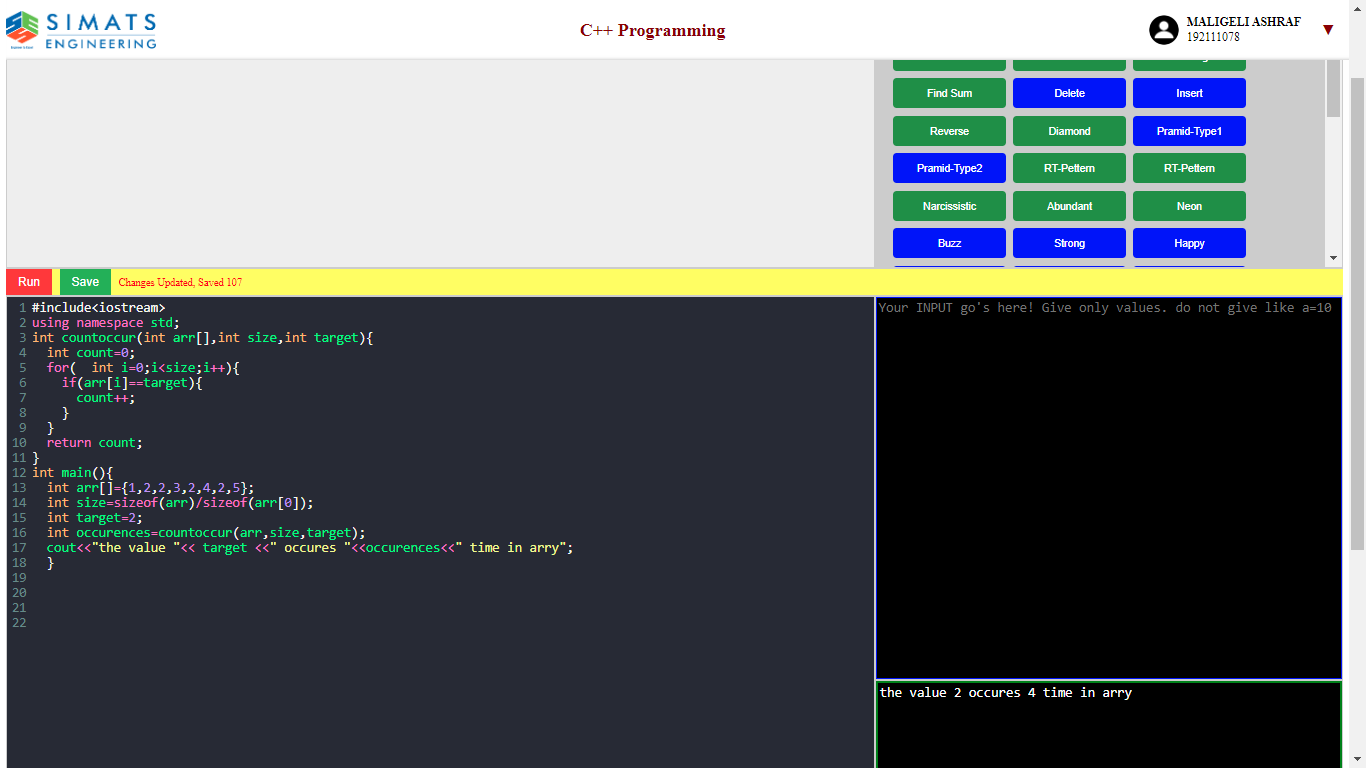 SIMATS
ENGINEERING
C++ Programming
MALIGELI ASHRAF
192111078
Find Sum
Delete
Insert
Reverse
Diamond
Pramid-Type1
Pramid-Type2
RT-Pettern
RT-Pettern
Narcissistic
Abundant
Neon
Buzz
Strong
Happy
Run
Save
Changes Updated, Saved 107
1 #include<iostream>
2 using namespace std;
3 int countoccur(int arr[],int size,int target){
4   int count=0;
5   for(  int i=0;i<size;i++){
6     if(arr[i]==target){
7       count++;
8     }
9   }
10   return count;
11 }
12 int main(){
13   int arr[]={1,2,2,3,2,4,2,5};
14   int size=sizeof(arr)/sizeof(arr[0]);
15   int target=2;
16   int occurences=countoccur(arr,size,target);
17   cout<<"the value "<< target <<" occures "<<occurences<<" time in arry";
18   }
19
20
21
22
Your INPUT go's here! Give only values. do not give like a=10
the value 2 occures 4 time in arry